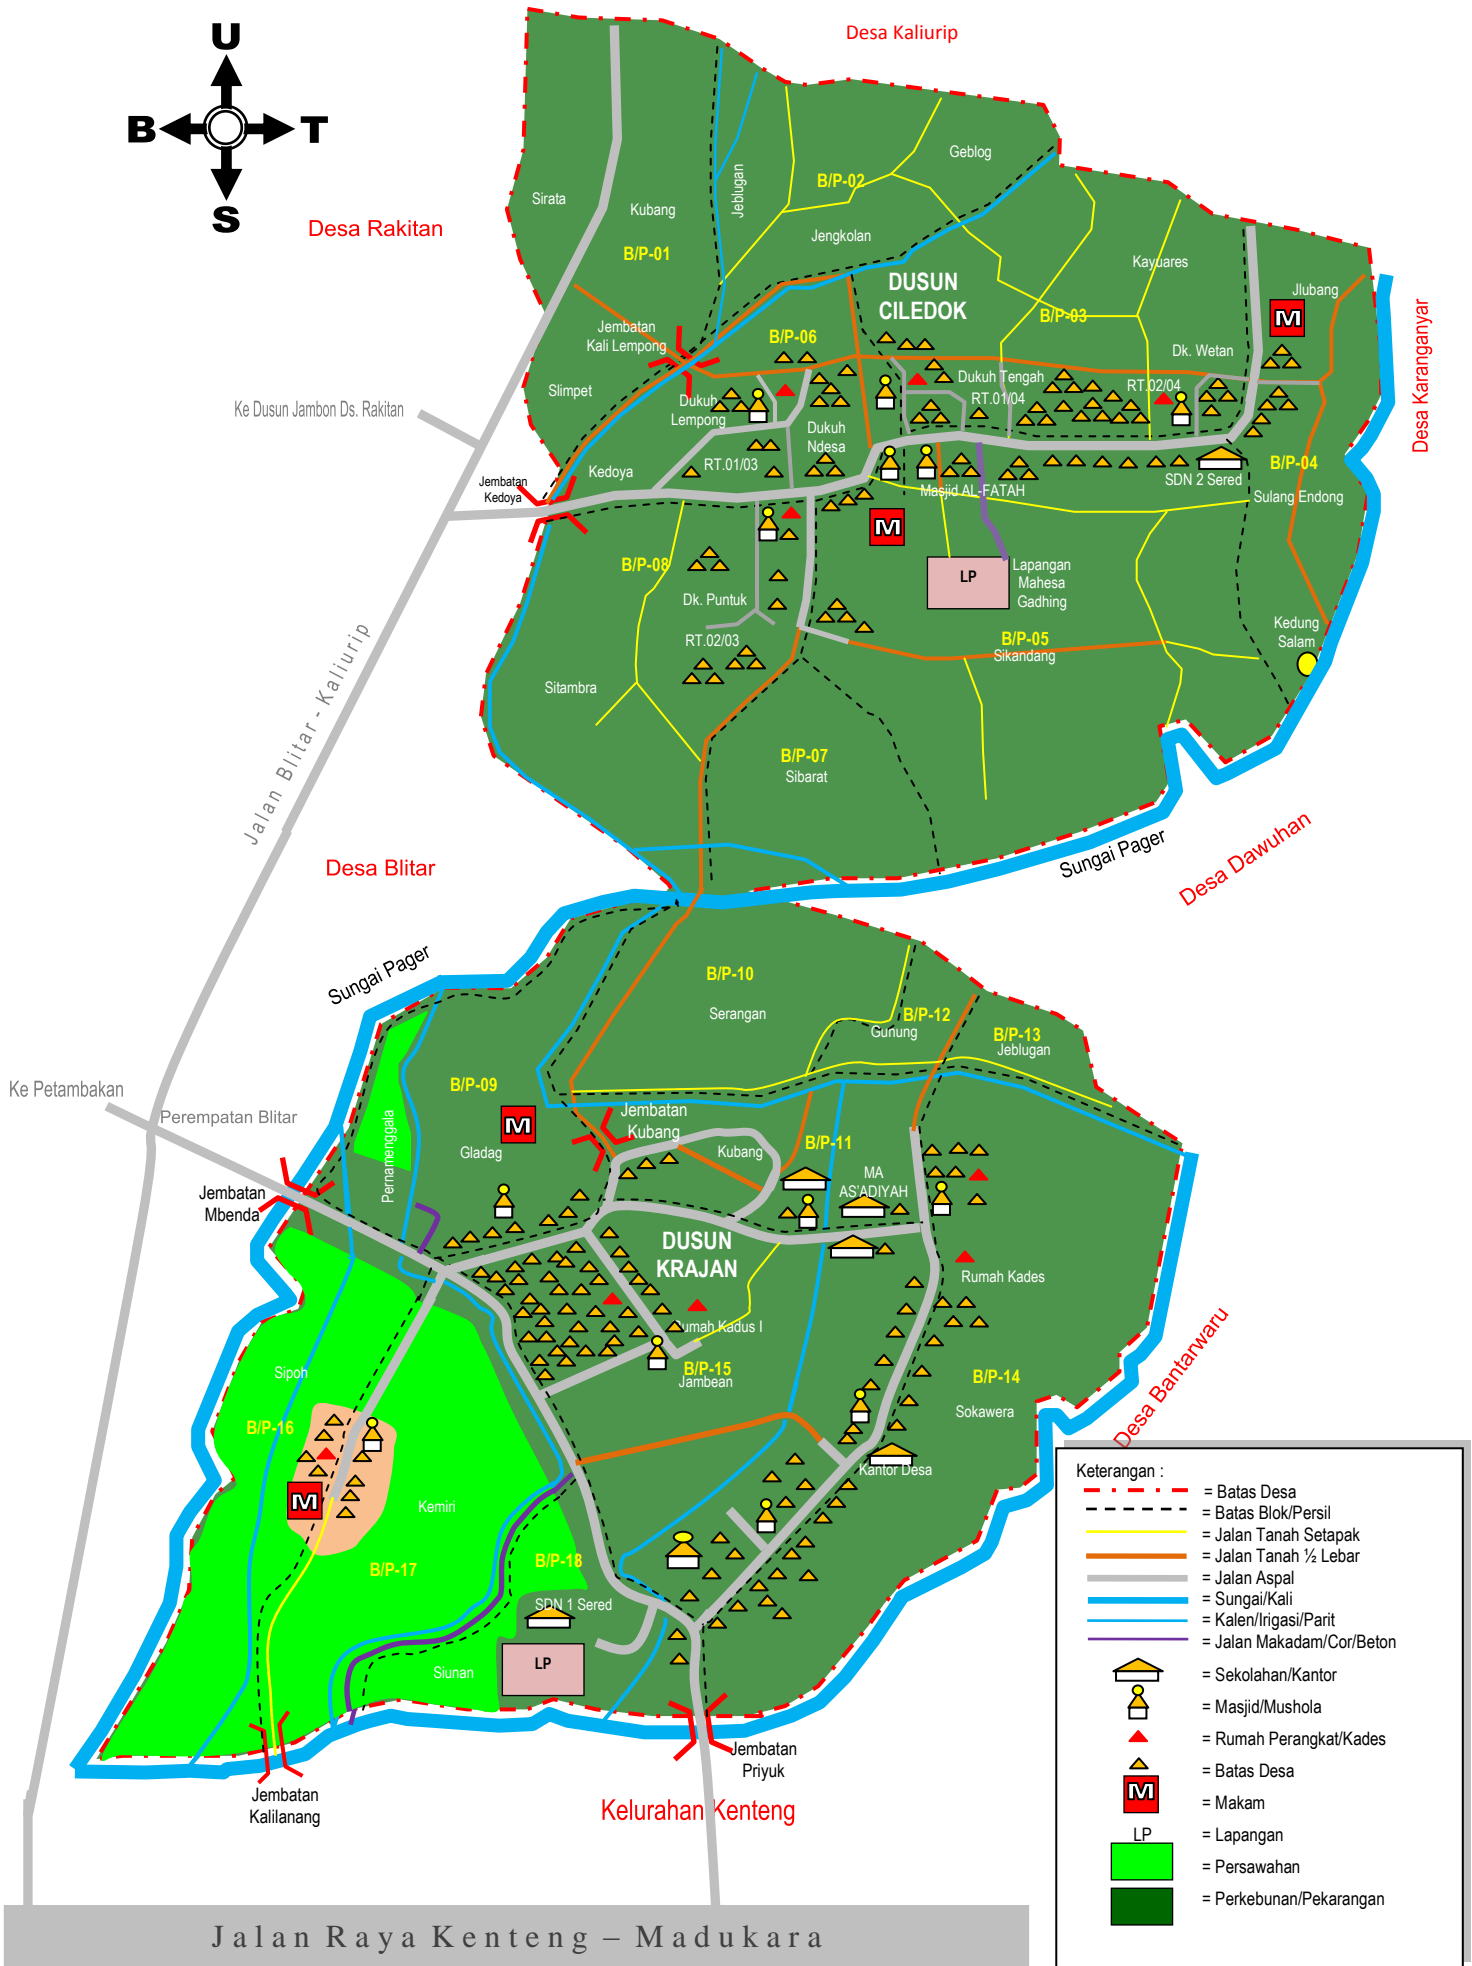 U
B
T
S
Desa Kaliurip
Desa Rakitan
Sirata
Kubang
Jeblugan
B/P-01
B/P-02
Geblog
Jengkolan
DUSUN
CILEDOK
Kayuares
B/P-03
Jlubang
M
Desa Karanganyar
Jembatan
Kali Lempong
B/P-06
Dk. Wetan
Slimpet
Dukuh
Lempong
Dukuh Tengah
RT.01/04
RT.02/04
Ke Dusun Jambon Ds. Rakitan
Dukuh
Ndesa
Kedoya
RT.01/03
Jembatan
Kedoya
Masjid AL-FATAH
SDN 2 Sered
B/P-04
Sulang Endong
M
B/P-08
LP
Lapangan
Mahesa
Gadhing
Dk. Puntuk
RT.02/03
B/P-05
Sikandang
Kedung
Salam
Sitambra
Jalan Blitar - Kaliurip
B/P-07
Sibarat
Sungai Pager
Desa Dawuhan
Desa Blitar
Sungai Pager
B/P-10
Serangan
B/P-12
Gunung
B/P-13
Jeblugan
Ke Petambakan
Perempatan Blitar
B/P-09
M
Gladag
Pernamenggala
Jembatan
Kubang
Kubang
B/P-11
MA
AS'ADIYAH
Jembatan
Mbenda
DUSUN
KRAJAN
Rumah Kades
Rumah Kadus I
B/P-15
Jambean
B/P-14
Sokawera
Desa Bantarwaru
Sipoh
B/P-16
M
Kemiri
Kantor Desa
B/P-17
B/P-18
SDN 1 Sered
LP
Siunan
Jembatan
Priyuk
Jembatan
Kalilanang
Kelurahan Kenteng
Jalan Raya Kenteng – Madukara
Keterangan :
= Batas Desa
= Batas Blok/Persil
= Jalan Tanah Setapak
= Jalan Tanah ½ Lebar
= Jalan Aspal
= Sungai/Kali
= Kalen/Irigasi/Parit
= Jalan Makadam/Cor/Beton
= Sekolahan/Kantor
= Masjid/Mushola
= Rumah Perangkat/Kades
= Batas Desa
M = Makam
LP = Lapangan
= Persawahan
= Perkebunan/Pekarangan